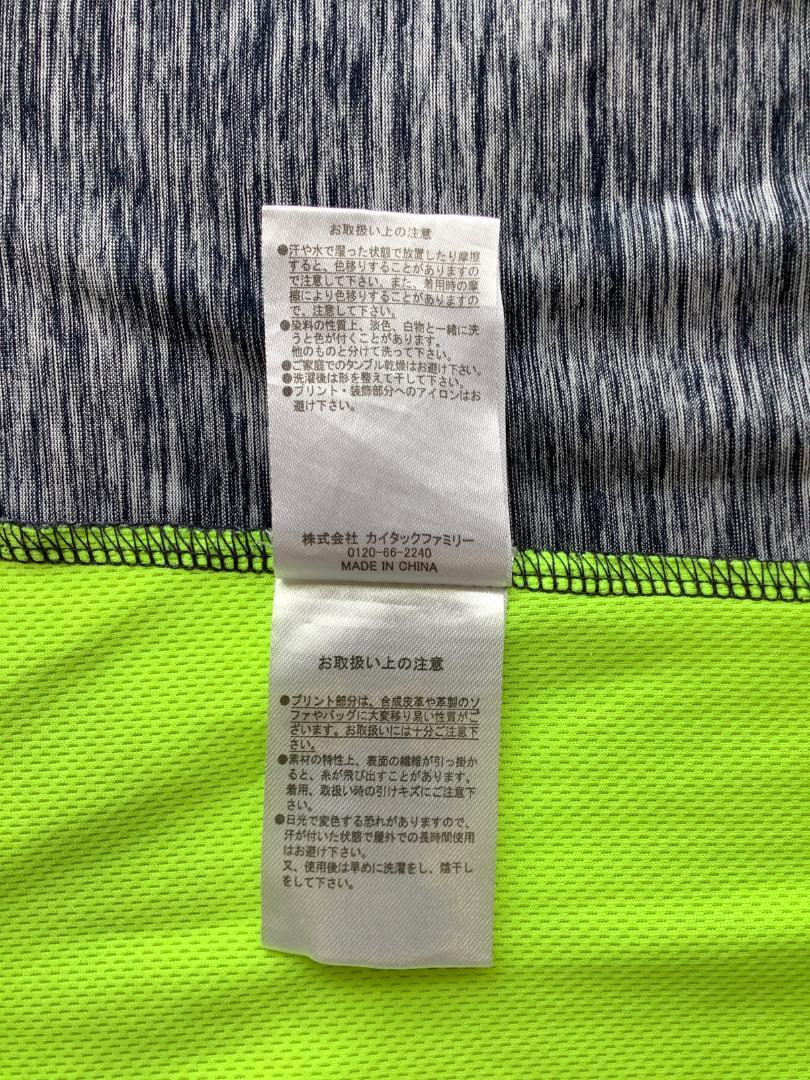 お取扱い上の注意
●汗や水で湿った状態で放置したり摩擦
すると、色移りすることがありますの
で注意して下さい。また、着用時の摩
擦により色移りすることがありますの
で、注意して下さい。
●染料の性質上、淡色、白物と一緒に洗
うと色が付くことがあります。
他のものと分けて洗って下さい。
●ご家庭でのタンブル乾燥はお避け下さい。
●洗濯後は形を整えて干して下さい。
●プリント・装飾部分へのアイロンはお
避け下さい。
株式会社 カイタックファミリー
0120-66-2240
MADE IN CHINA
お取扱い上の注意
●プリント部分は、合成皮革や革製のソ
ファやバッグに大変移り易い性質がご
ざいます。お取扱いには十分ご注意下
さい。
●素材の特性上、表面の繊維が引っ掛か
ると、糸が飛び出すことがあります。
着用、取扱い時の引けキズにご注意下
さい。
●日光で変色する恐れがありますので、
汗が付いた状態で屋外での長時間使用
はお避け下さい。
又、使用後は早めに洗濯をし、陰干し
をして下さい。